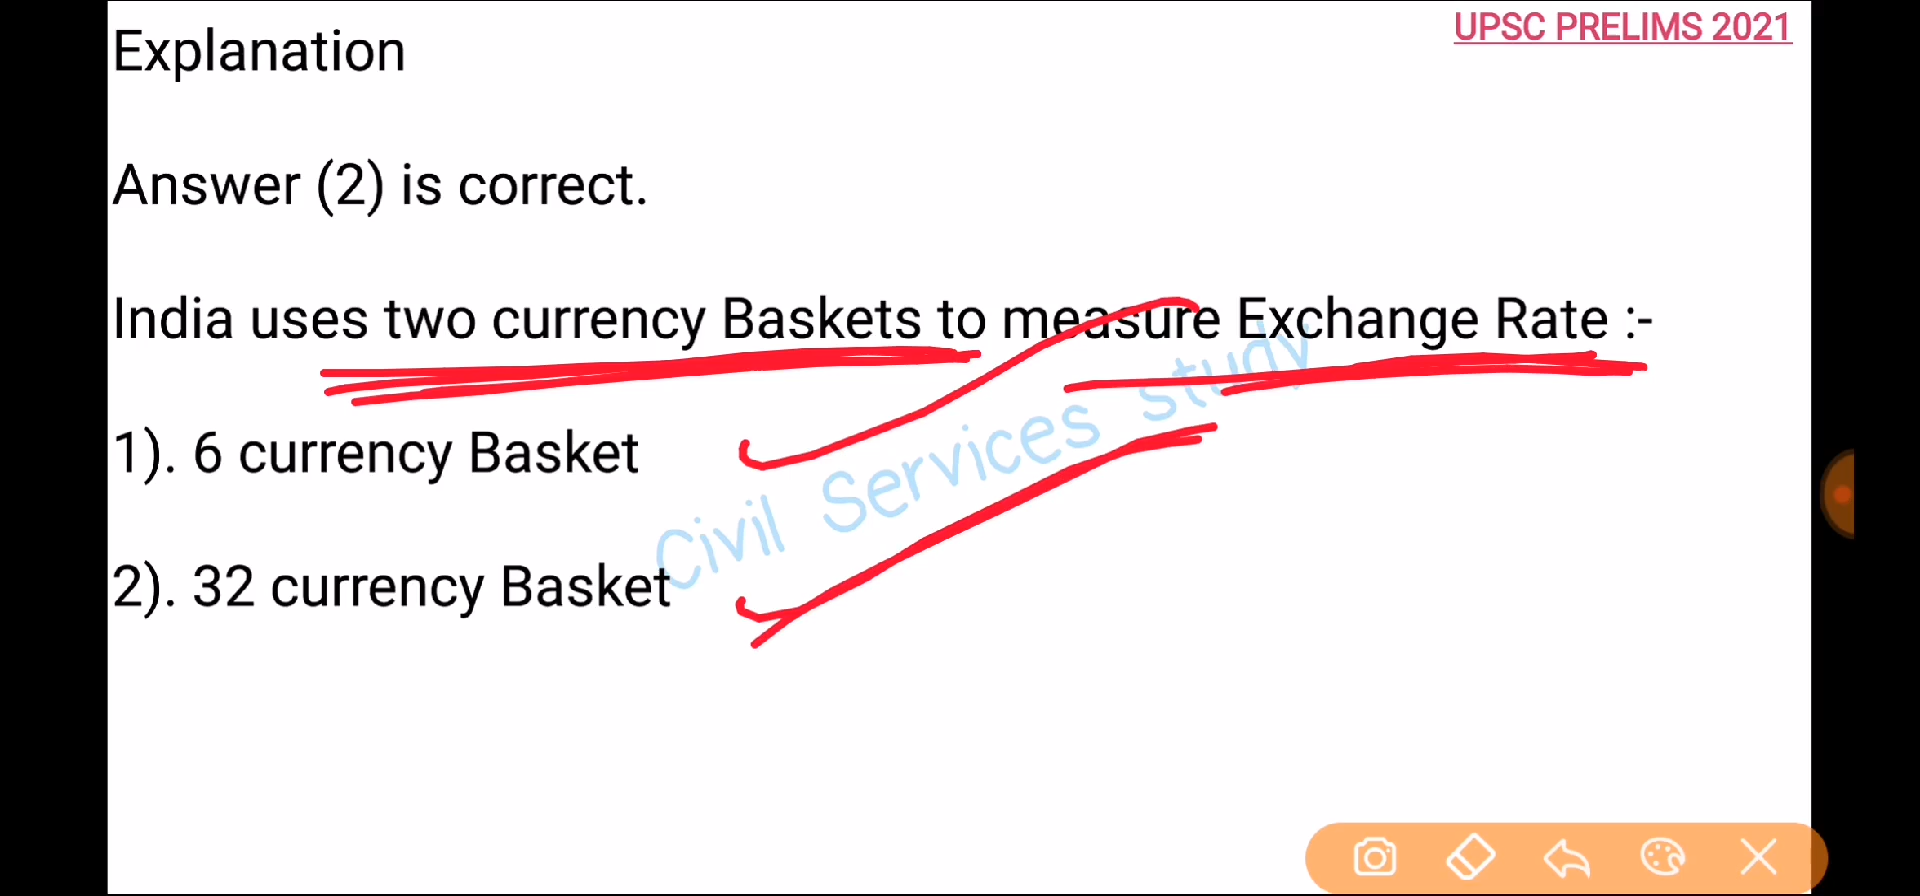 UPSC PRELIMS 2021
Explanation
Answer (2) is correct.
India uses two currency Baskets to measure Exchange Rate :-
1). 6 currency Basket
2). 32 currency Basket
Civil Services study